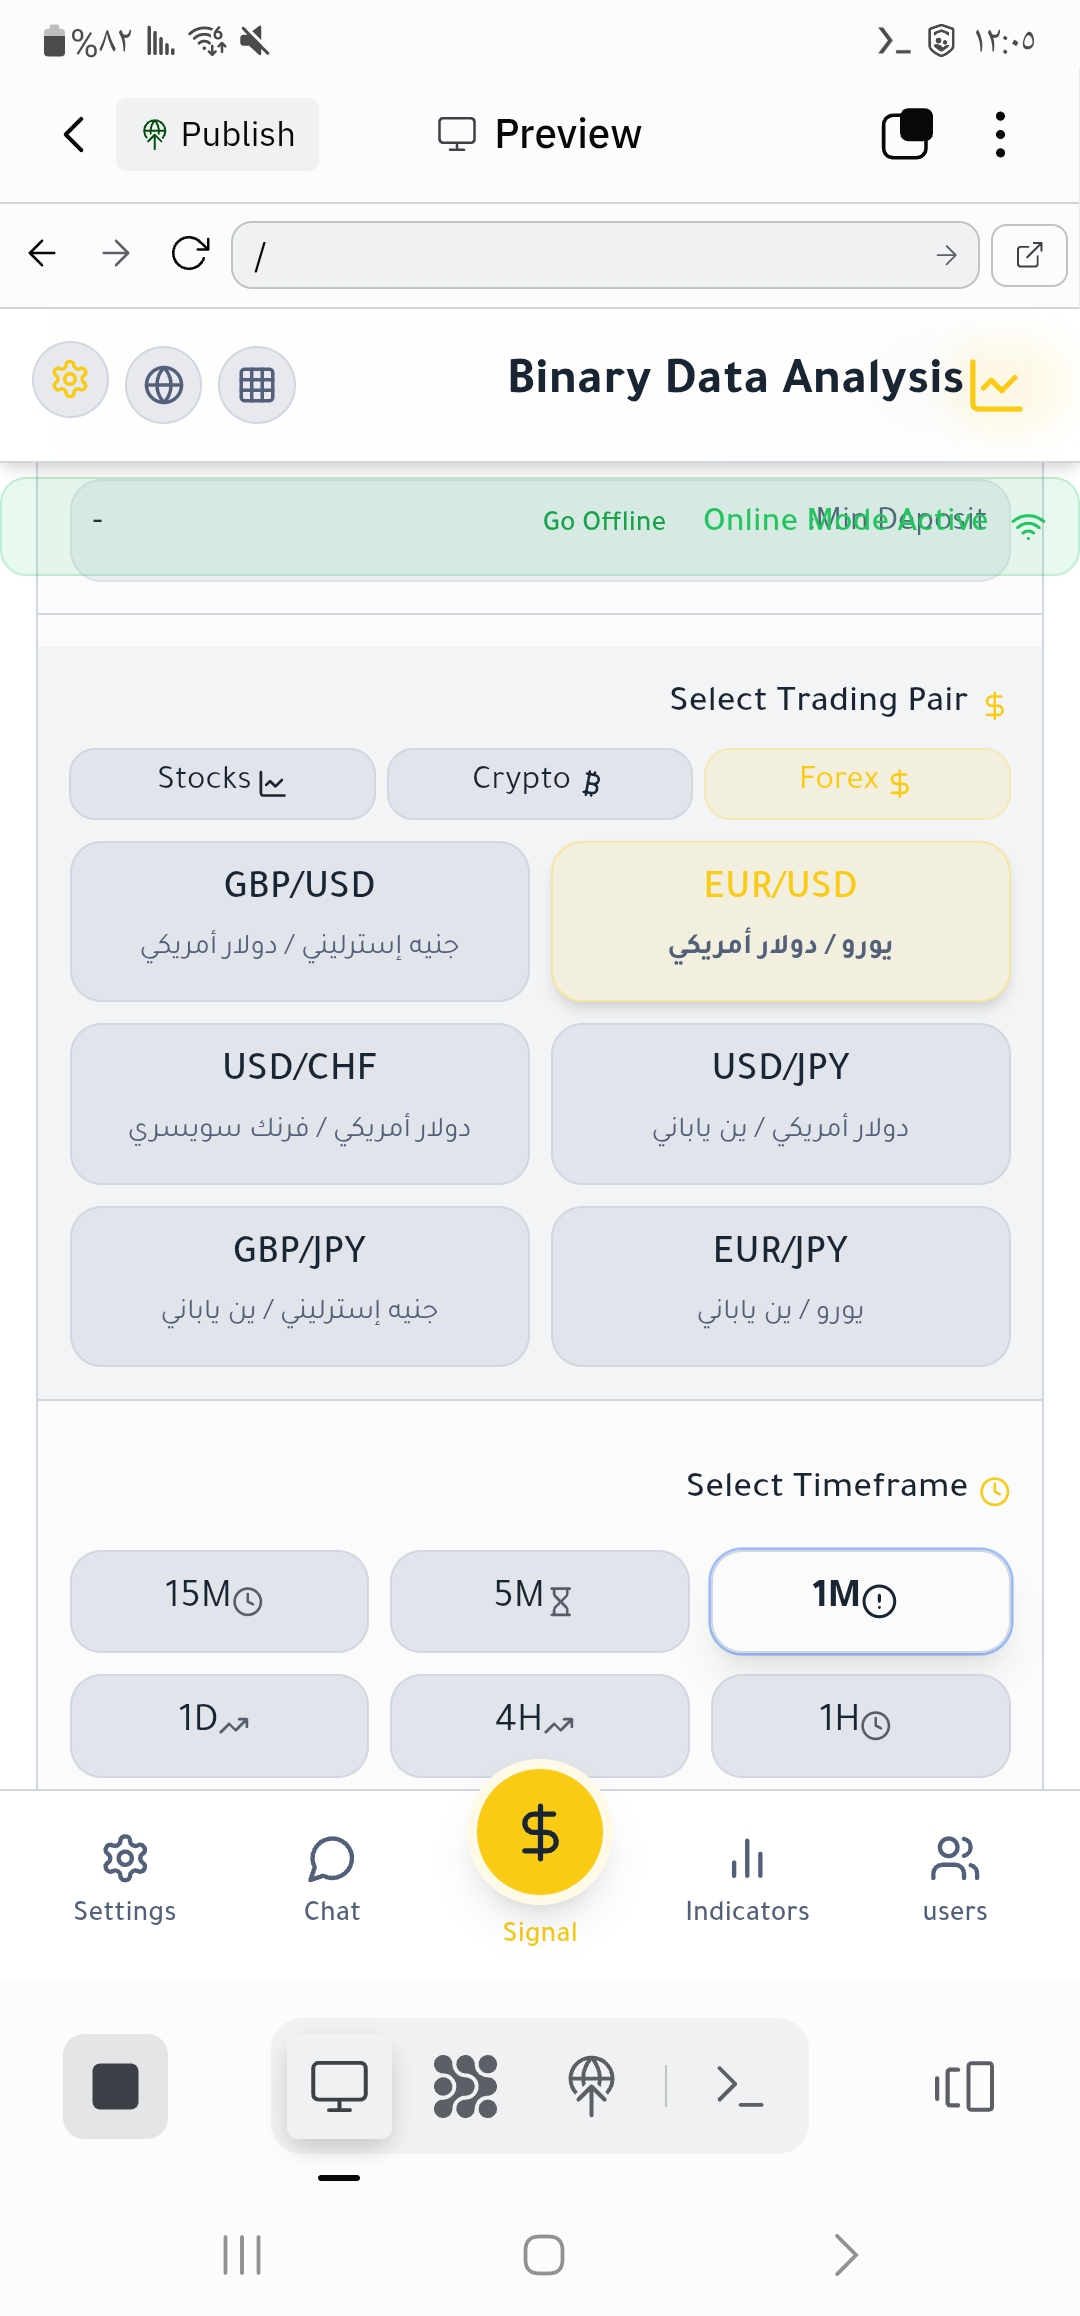 %٨٢
١٢:٠٥
Publish
Preview
/
Binary Data Analysis
-
Go Offline
Online Mode Active
Min Deposit
Select Trading Pair
Stocks
Crypto
Forex
GBP/USD
جنيه إسترليني / دولار أمريكي
EUR/USD
يورو / دولار أمريكي
USD/CHF
دولار أمريكي / فرنك سويسري
USD/JPY
دولار أمريكي / ين ياباني
GBP/JPY
جنيه إسترليني / ين ياباني
EUR/JPY
يورو / ين ياباني
Select Timeframe
15M
5M
1M
1D
4H
1H
Settings
Chat
Signal
Indicators
users